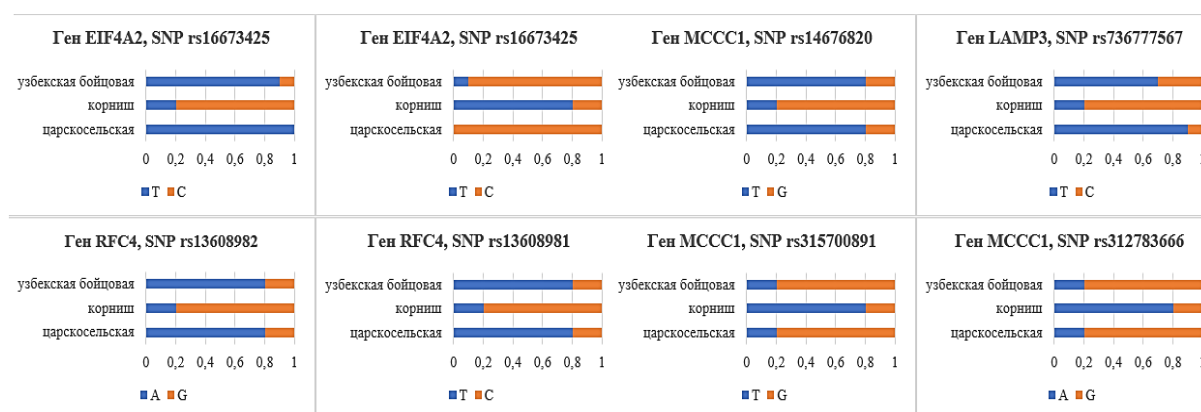 Ген EIF4A2, SNP rs16673425
узбекская бойцовая
корниш
царскосельская
0 0,2 0,4 0,6 0,8 1
T C
Ген EIF4A2, SNP rs16673425
узбекская бойцовая
корниш
царскосельская
0 0,2 0,4 0,6 0,8 1
T C
Ген MCCC1, SNP rs14676820
узбекская бойцовая
корниш
царскосельская
0 0,2 0,4 0,6 0,8 1
T G
Ген LAMP3, SNP rs736777567
узбекская бойцовая
корниш
царскосельская
0 0,2 0,4 0,6 0,8 1
T C
Ген RFC4, SNP rs13608982
узбекская бойцовая
корниш
царскосельская
0 0,2 0,4 0,6 0,8 1
A G
Ген RFC4, SNP rs13608981
узбекская бойцовая
корниш
царскосельская
0 0,2 0,4 0,6 0,8 1
T C
Ген MCCC1, SNP rs315700891
узбекская бойцовая
корниш
царскосельская
0 0,2 0,4 0,6 0,8 1
T G
Ген MCCC1, SNP rs312783666
узбекская бойцовая
корниш
царскосельская
0 0,2 0,4 0,6 0,8 1
A G